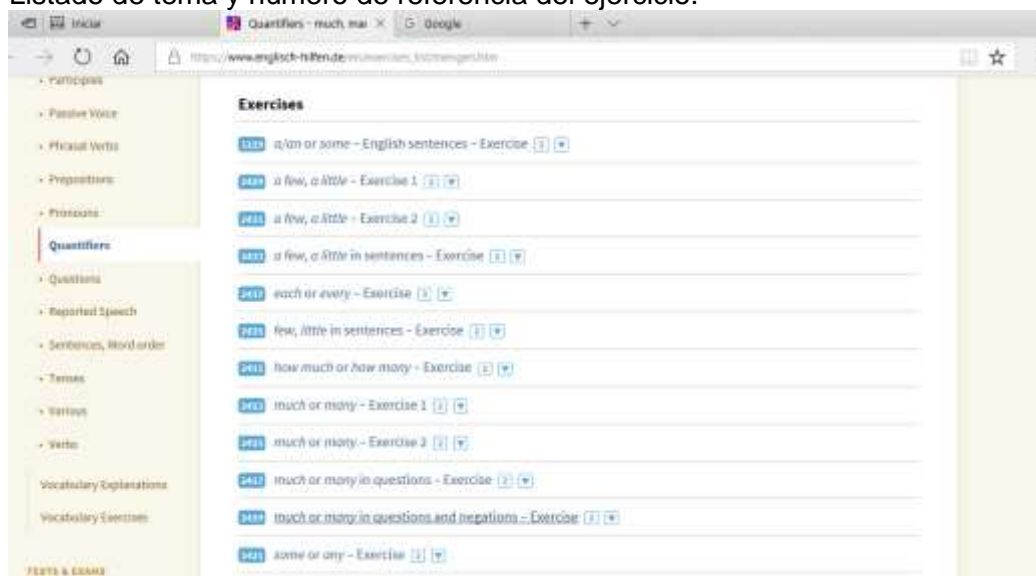 Listado de tema y número de referencia del ejercicio.
Iniciar
Quantifiers - much, mai
Google
https://www.englisch-hilfen.de
Participles
Passive Voice
Phrasal Verbs
Prepositions
Pronouns
Quantifiers
Questions
Reported Speech
Sentences, Word order
Tenses
Various
Verbs
Vocabulary Explanations
Vocabulary Exercises
TESTS & EXAMS
Exercises
a/an or some – English sentences – Exercise
a few, a little – Exercise 1
a few, a little – Exercise 2
a few, a little in sentences – Exercise
each or every – Exercise
few, little in sentences – Exercise
how much or how many – Exercise
much or many – Exercise 1
much or many – Exercise 2
much or many in questions – Exercise
much or many in questions and negations – Exercise
some or any – Exercise